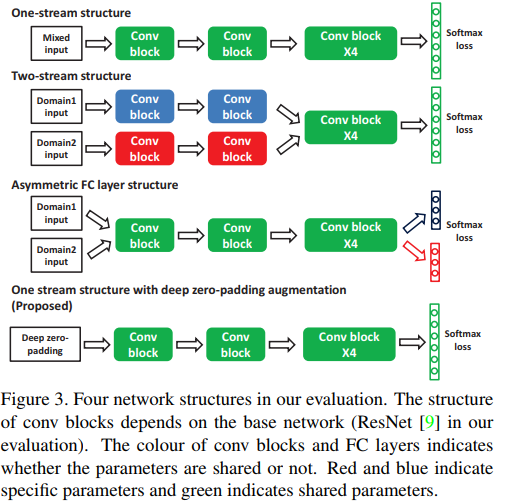 One-stream structure
Mixed input
Conv block
Conv block
Conv block X4
Softmax loss
Two-stream structure
Domain1 input
Conv block
Conv block
Domain2 input
Conv block
Conv block
Conv block X4
Softmax loss
Asymmetric FC layer structure
Domain1 input
Domain2 input
Conv block
Conv block
Conv block X4
Softmax loss
One stream structure with deep zero-padding augmentation
(Proposed)
Deep zero-padding
Conv block
Conv block
Conv block X4
Softmax loss
Figure 3. Four network structures in our evaluation. The structure
of conv blocks depends on the base network (ResNet [9] in our
evaluation). The colour of conv blocks and FC layers indicates
whether the parameters are shared or not. Red and blue indicate
specific parameters and green indicates shared parameters.